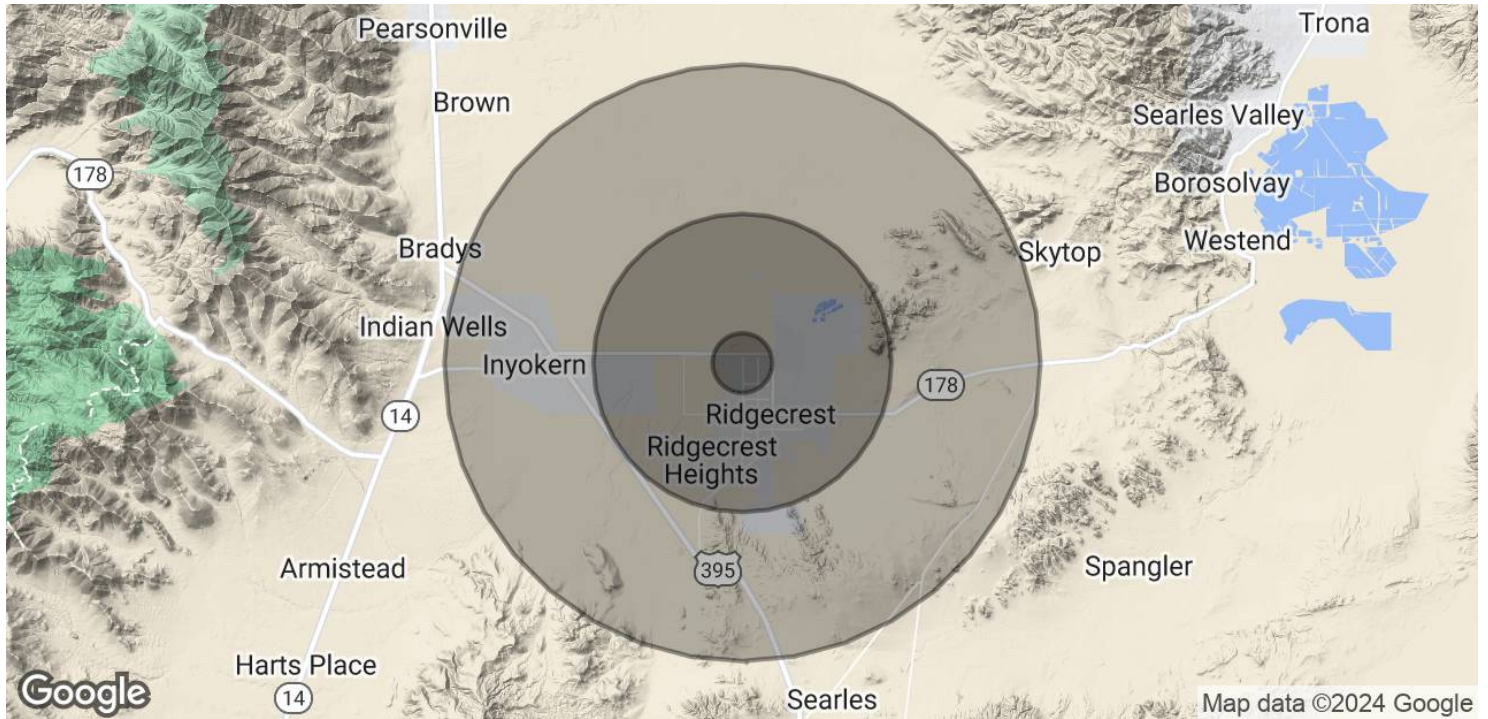 Pearsonville
Trona
Brown
Searles Valley
178
Borosolvay
Bradys
Westend
Skytop
Indian Wells
Inyokern
178
14
Ridgecrest
Ridgecrest
Heights
395
Armistead
Spangler
Harts Place
14
Searles
Google
Map data ©2024 Google